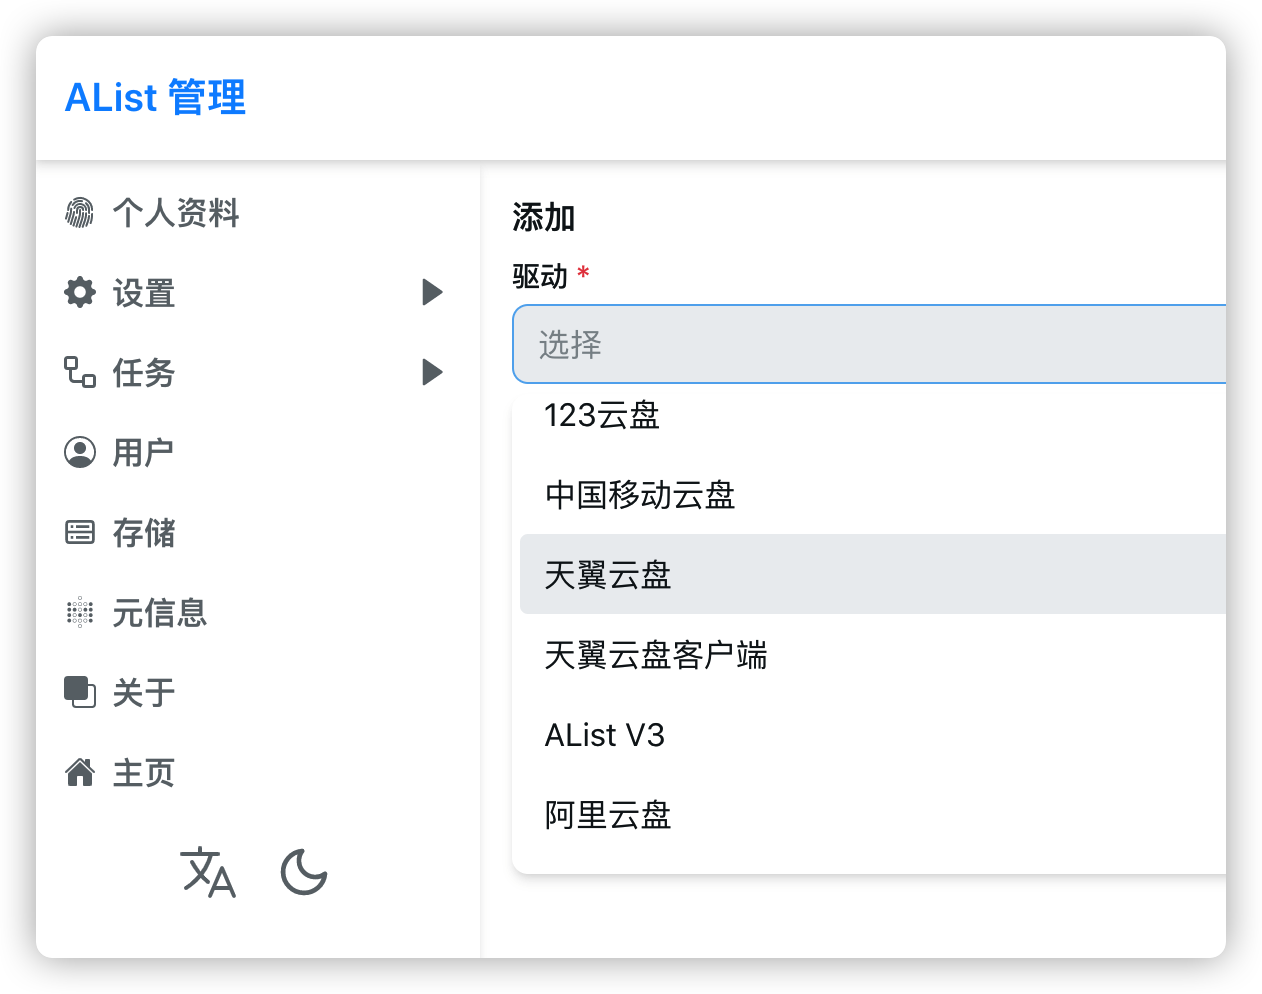 AList 管理
个人资料
设置
任务
用户
存储
元信息
关于
主页
添加
驱动 *
选择
123云盘
中国移动云盘
天翼云盘
天翼云盘客户端
AList V3
阿里云盘